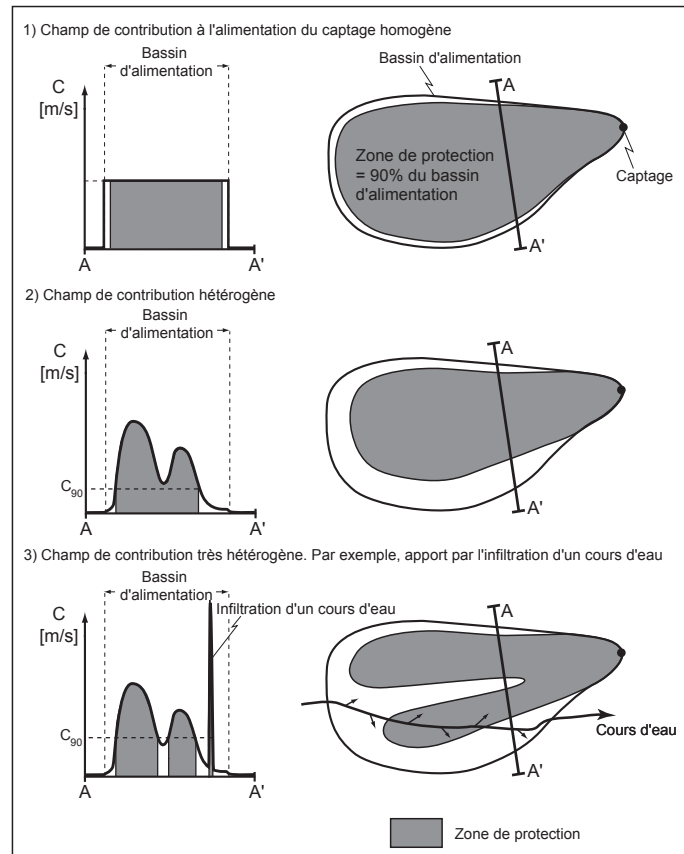 1) Champ de contribution à l'alimentation du captage homogène
Bassin
d'alimentation
C
[m/s]
A
A'
Bassin d'alimentation
A
Zone de protection
= 90% du bassin
d'alimentation
Captage
A'
2) Champ de contribution hétérogène
Bassin
d'alimentation
C
[m/s]
C90
A
A'
A
A'
3) Champ de contribution très hétérogène. Par exemple, apport par l'infiltration d'un cours d'eau
Bassin
d'alimentation
C
[m/s]
Infiltration d'un cours d'eau
C90
A
A'
A
Cours d'eau
A'
Zone de protection